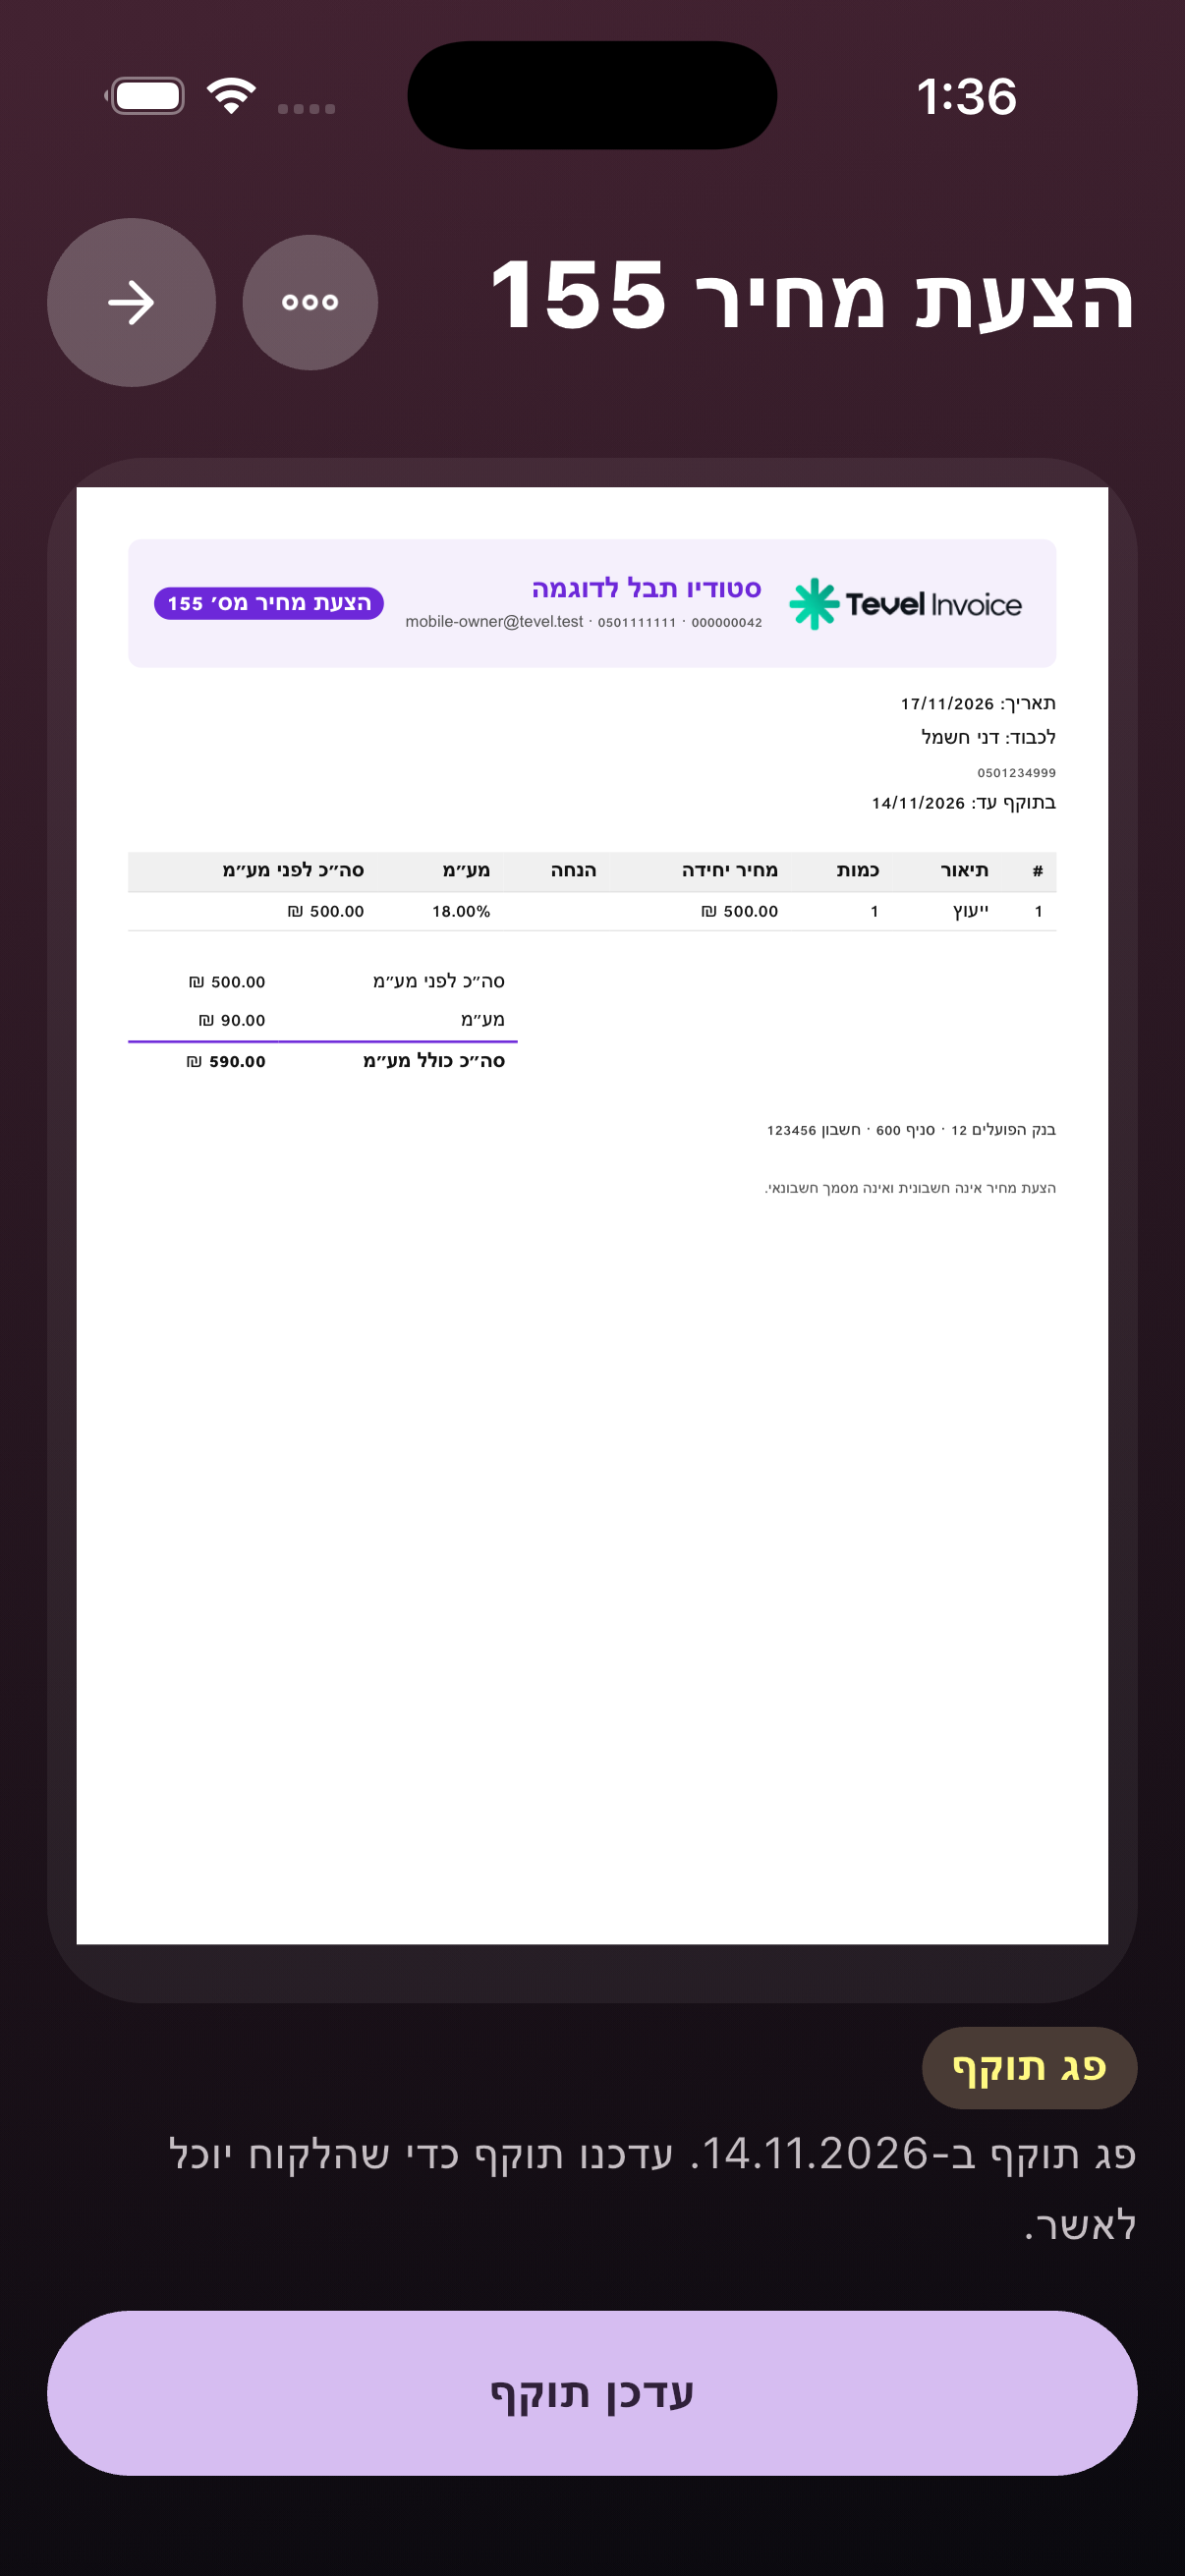 1:36
הצעת מחיר 155
Tevel Invoice
סטודיו תבל לדוגמה
000000042 · 0501111111 · mobile-owner@tevel.test
הצעת מחיר מס׳ 155
תאריך: 17/11/2026
לכבוד: דני חשמל
0501234999
בתוקף עד: 14/11/2026
# תיאור כמות מחיר יחידה הנחה מע״מ סה״כ לפני מע״מ
1 ייעוץ 1 500.00 ₪ 18.00% 500.00 ₪
סה״כ לפני מע״מ 500.00 ₪
מע״מ 90.00 ₪
סה״כ כולל מע״מ 590.00 ₪
בנק הפועלים 12 · סניף 600 · חשבון 123456
הצעת מחיר אינה חשבונית ואינה מסמך חשבונאי.
פג תוקף
פג תוקף ב-14.11.2026. עדכנו תוקף כדי שהלקוח יוכל
לאשר.
עדכן תוקף